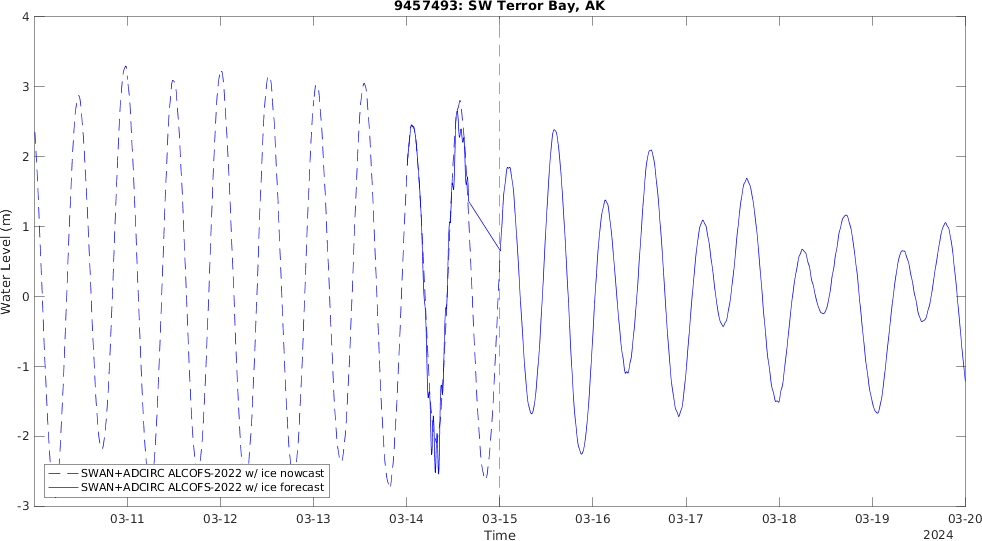 9457493: SW Terror Bay, AK
Water Level (m)
4
3
2
1
0
-1
-2
-3
SWAN+ADCIRC ALCOFS-2022 w/ ice nowcast
SWAN+ADCIRC ALCOFS-2022 w/ ice forecast
03-11 03-12 03-13 03-14 03-15 03-16 03-17 03-18 03-19 03-20
Time
2024